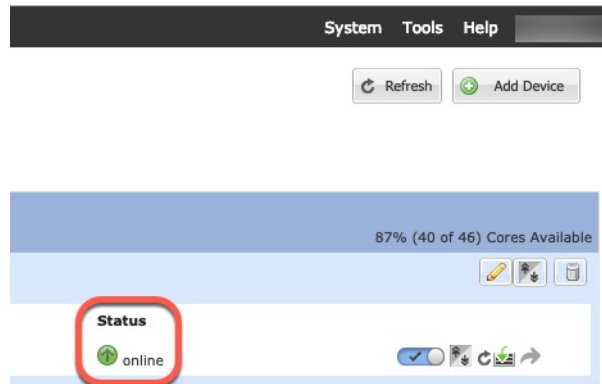 System Tools Help
Refresh Add Device
87% (40 of 46) Cores Available
Status
online